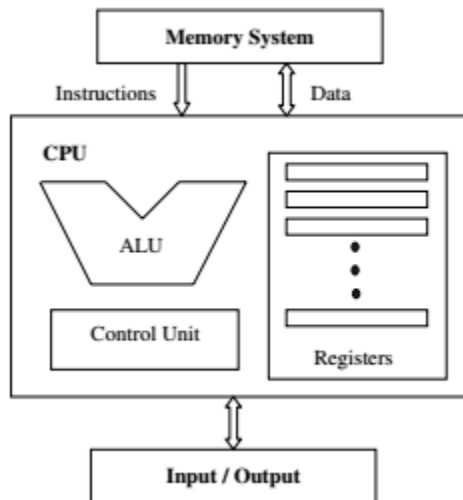 Memory System
Instructions
Data
CPU
ALU
Control Unit
Registers
Input / Output